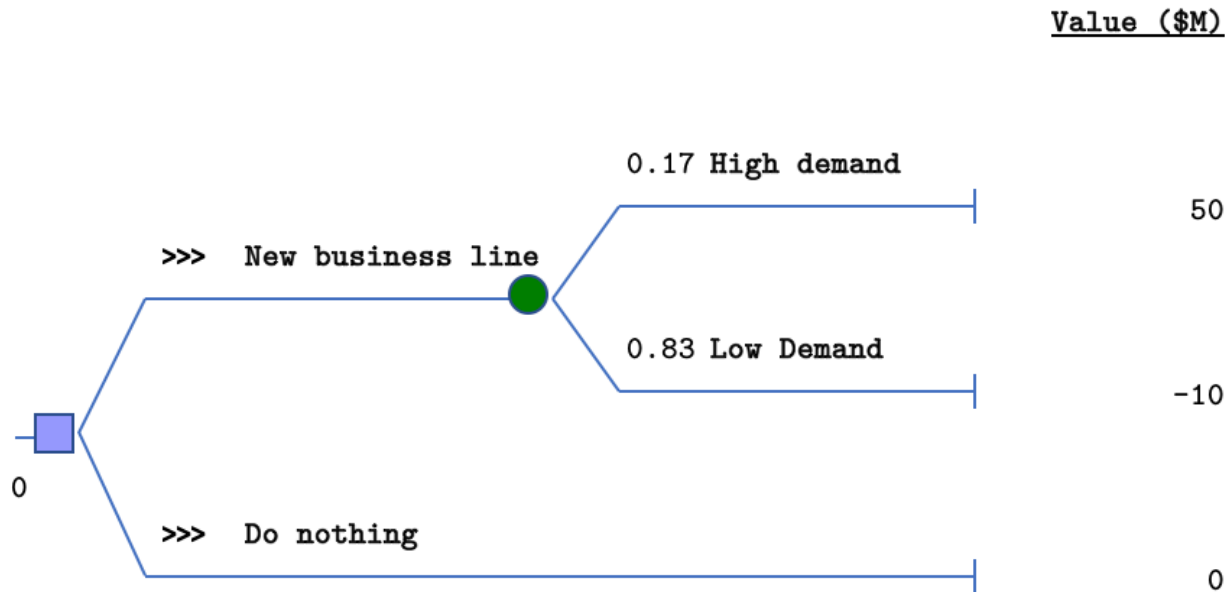 Value ($M)
0.17 High demand
50
>>> New business line
0.83 Low Demand
-10
0
>>> Do nothing
0